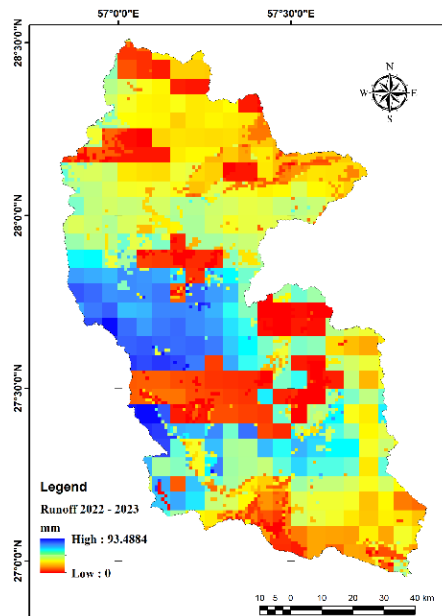 57°0'0"E 57°30'0"E
28°30'0"N
N
W E
S
28°0'0"N
27°30'0"N
27°0'0"N
Legend
Runoff 2022 - 2023
mm
High : 93.4884
Low : 0
10 5 0 10 20 30 40 km